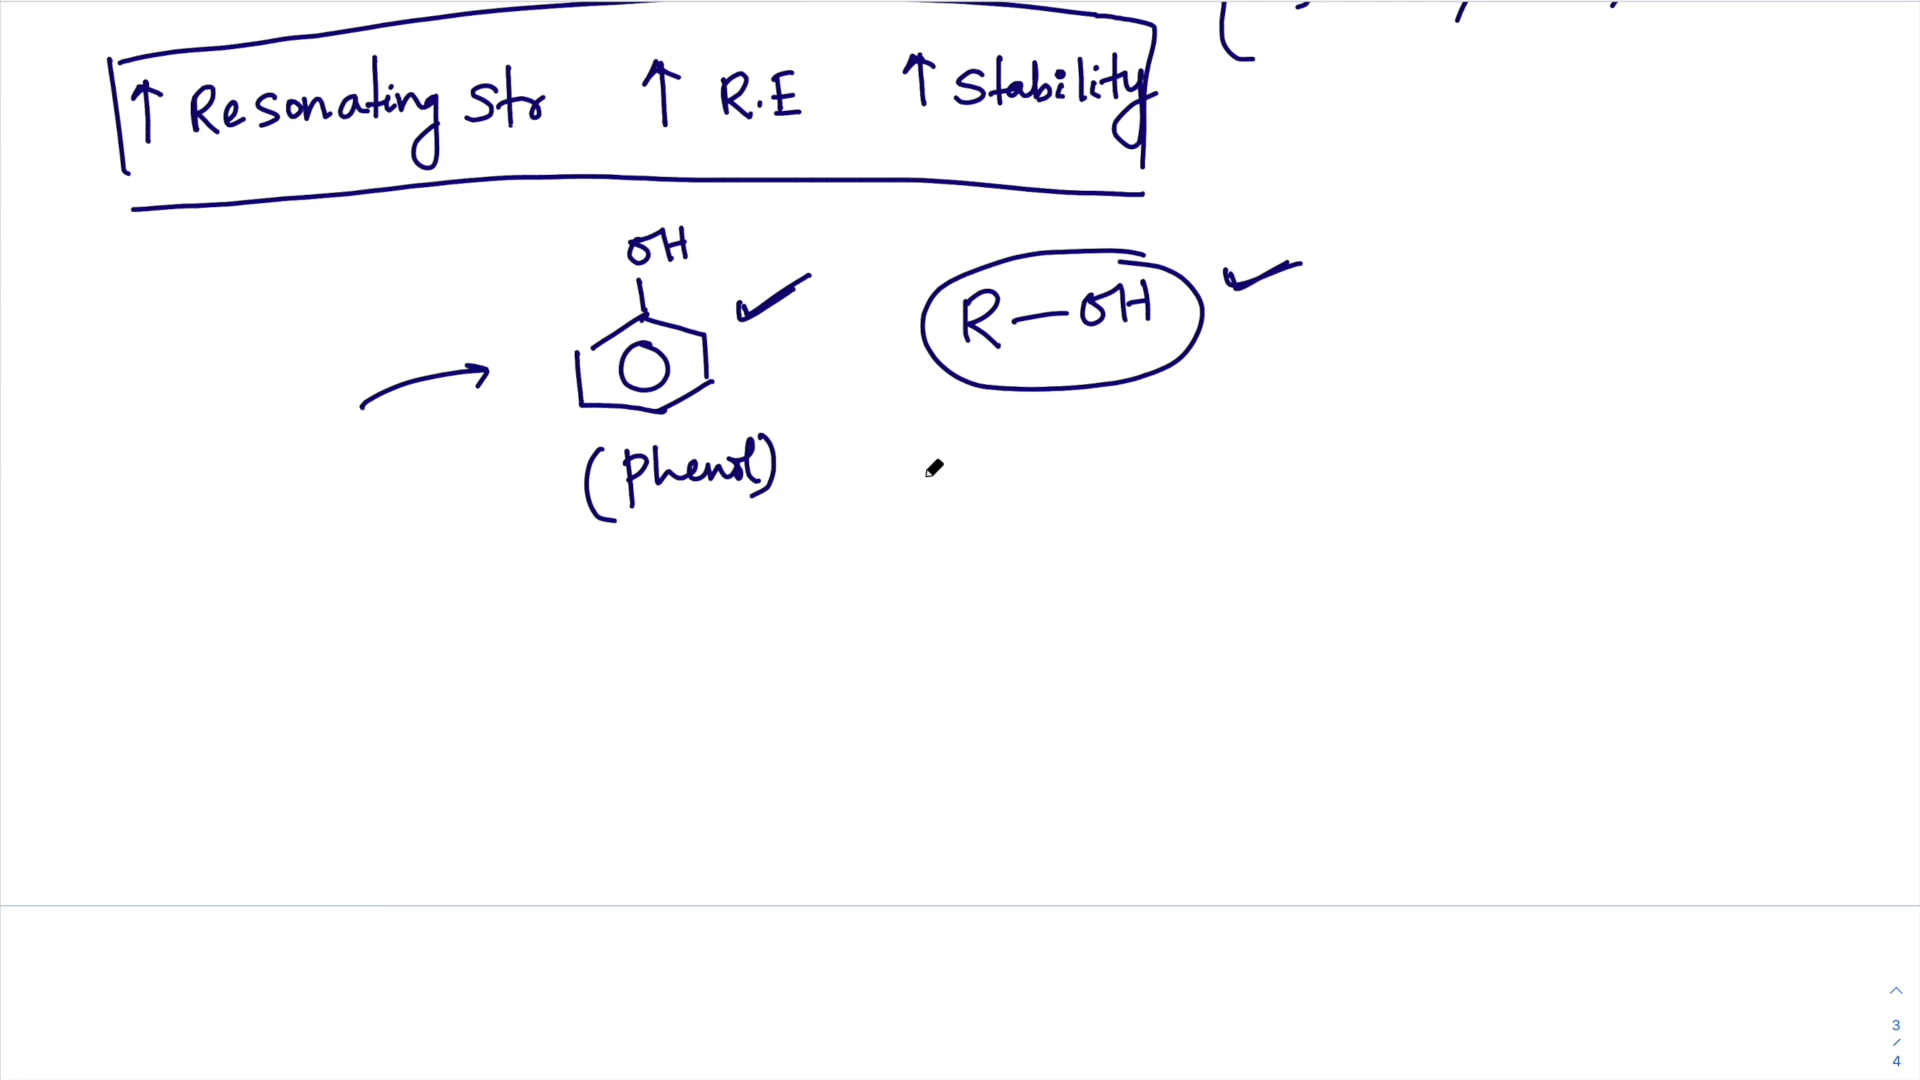 ↑ Resonating Str ↑ R.E ↑ Stability
OH
R—OH
(Phenol)
3
/
4